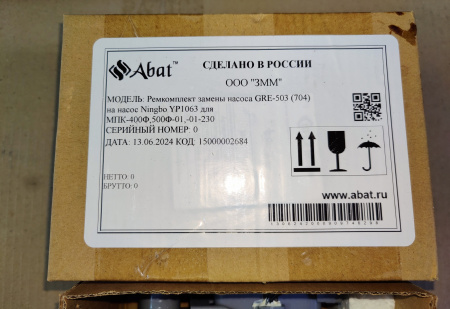 Abat™
СДЕЛАНО В РОССИИ
ООО "ЗММ"
МОДЕЛЬ: Ремкомплект замены насоса GRE-503 (704)
на насос Ningbo YP1063 для
МПК-400Ф,500Ф-01,-01-230
СЕРИЙНЫЙ НОМЕР: 0
ДАТА: 13.06.2024 КОД: 15000002684
НЕТТО: 0
БРУТТО: 0
www.abat.ru